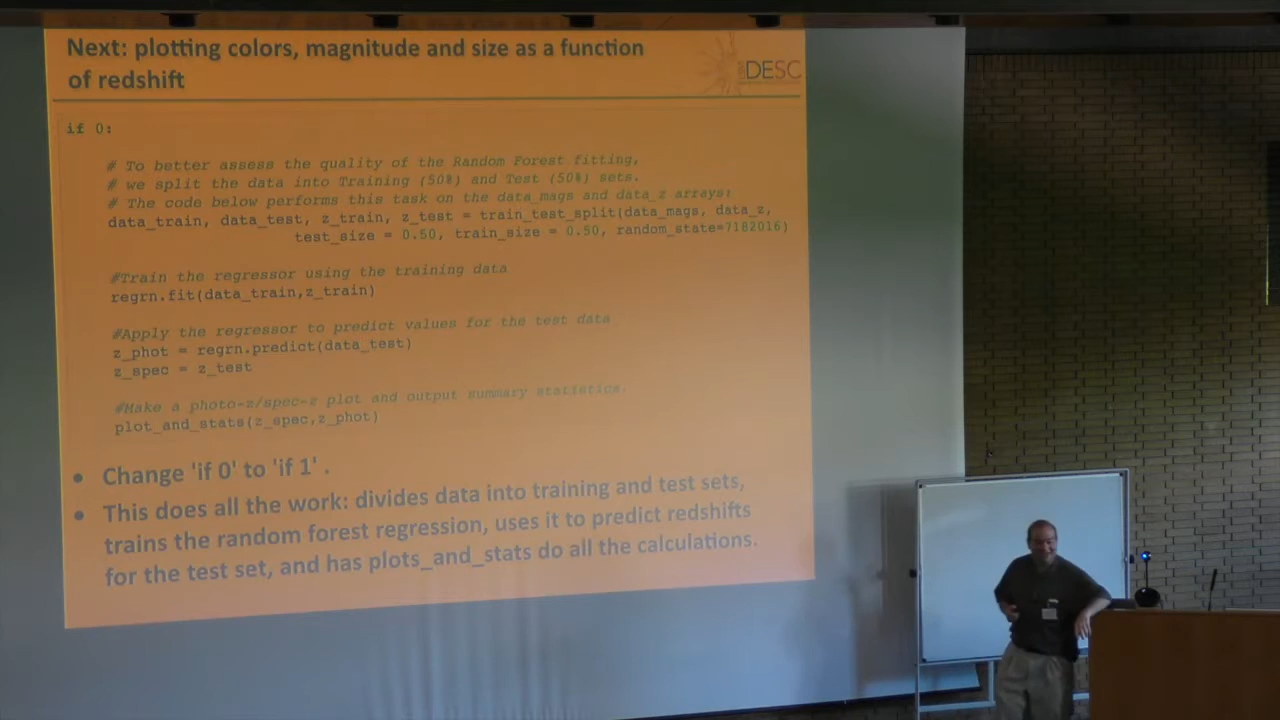 Next: plotting colors, magnitude and size as a function
of redshift
DESC
if 0:
# To better assess the quality of the Random Forest fitting,
# we split the data into Training (50%) and Test (50%) sets.
# The code below performs this task on the data_mags and data_z arrays:
data_train, data_test, z_train, z_test = train_test_split(data_mags, data_z,
test_size = 0.50, train_size = 0.50, random_state=7182016)
#Train the regressor using the training data
regrn.fit(data_train,z_train)
#Apply the regressor to predict values for the test data
z_phot = regrn.predict(data_test)
z_spec = z_test
#Make a photo-z/spec-z plot and output summary statistics.
plot_and_stats(z_spec,z_phot)
• Change 'if 0' to 'if 1' .
• This does all the work: divides data into training and test sets,
trains the random forest regression, uses it to predict redshifts
for the test set, and has plots_and_stats do all the calculations.